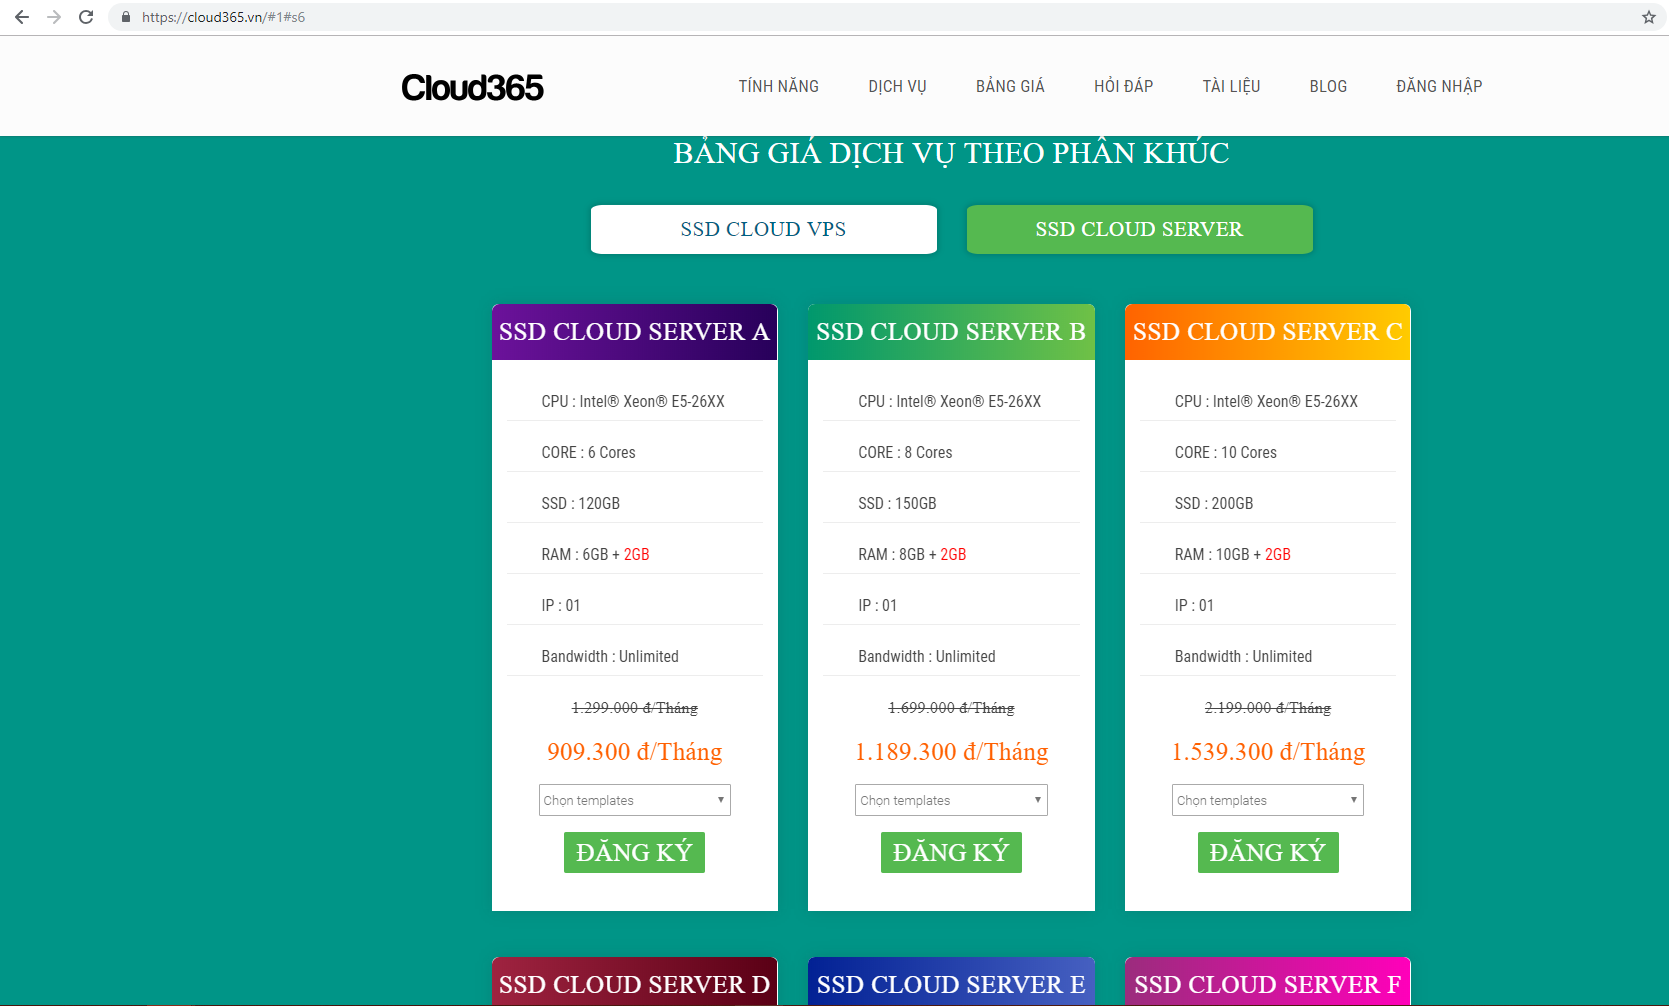 https://cloud365.vn/#1#s6
Cloud365
TÍNH NĂNG
DỊCH VỤ
BẢNG GIÁ
HỎI ĐÁP
TÀI LIỆU
BLOG
ĐĂNG NHẬP
BẢNG GIÁ DỊCH VỤ THEO PHÂN KHÚC
SSD CLOUD VPS
SSD CLOUD SERVER
SSD CLOUD SERVER A
CPU : Intel® Xeon® E5-26XX
CORE : 6 Cores
SSD : 120GB
RAM : 6GB + 2GB
IP : 01
Bandwidth : Unlimited
1.299.000 đ/Tháng
909.300 đ/Tháng
Chọn templates
ĐĂNG KÝ
SSD CLOUD SERVER B
CPU : Intel® Xeon® E5-26XX
CORE : 8 Cores
SSD : 150GB
RAM : 8GB + 2GB
IP : 01
Bandwidth : Unlimited
1.699.000 đ/Tháng
1.189.300 đ/Tháng
Chọn templates
ĐĂNG KÝ
SSD CLOUD SERVER C
CPU : Intel® Xeon® E5-26XX
CORE : 10 Cores
SSD : 200GB
RAM : 10GB + 2GB
IP : 01
Bandwidth : Unlimited
2.199.000 đ/Tháng
1.539.300 đ/Tháng
Chọn templates
ĐĂNG KÝ
SSD CLOUD SERVER D
SSD CLOUD SERVER E
SSD CLOUD SERVER F